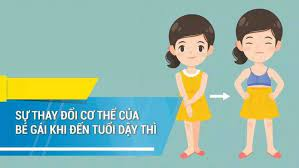 SỰ THAY ĐỔI CƠ THỂ CỦA
BÉ GÁI KHI ĐẾN TUỔI DẬY THÌ